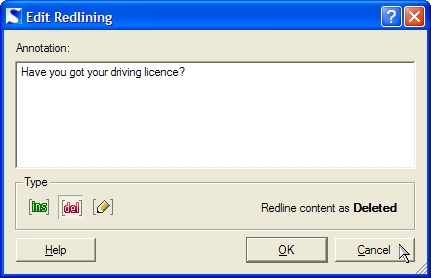 Edit Redlining
Annotation:
Have you got your driving licence?
Type
[ins] [del] Redline content as Deleted
Help OK Cancel